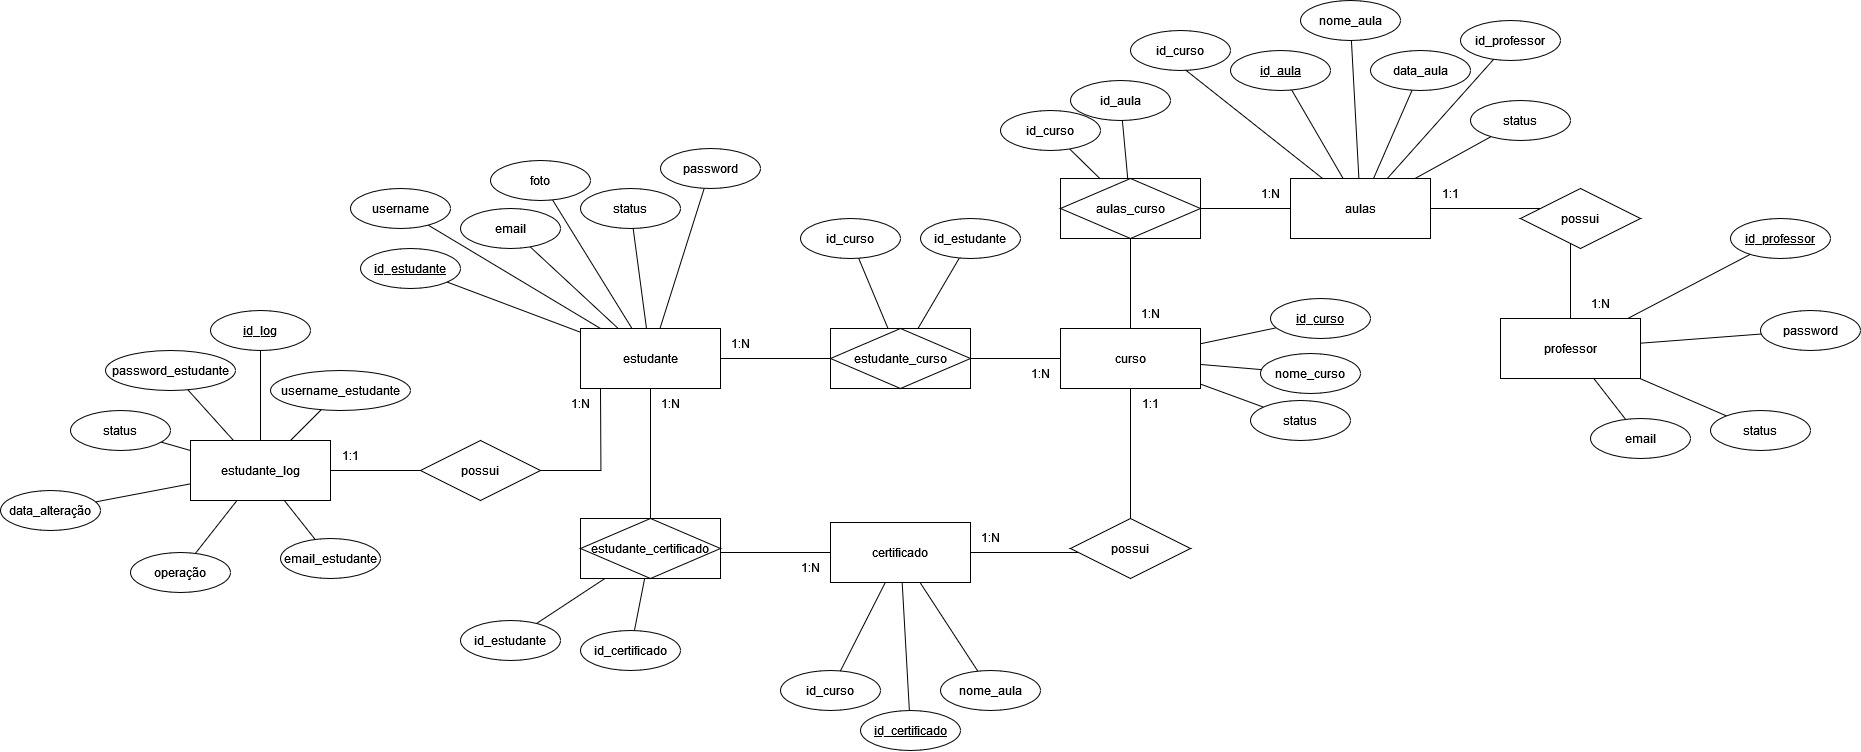 nome_aula
id_professor
id_curso
id_aula
data_aula
id_aula
status
id_curso
password
foto
username
status
email
aulas_curso
1:N
aulas
1:1
possui
id_curso
id_estudante
id_professor
id_estudante
1:N
1:N
id_curso
id_log
password
estudante
1:N
estudante_curso
curso
professor
password_estudante
1:N
nome_curso
username_estudante
1:N
1:N
1:1
status
status
status
email
estudante_log
1:1
possui
data_alteração
operação
email_estudante
estudante_certificado
1:N
certificado
1:N
possui
id_estudante
id_certificado
id_curso
nome_aula
id_certificado